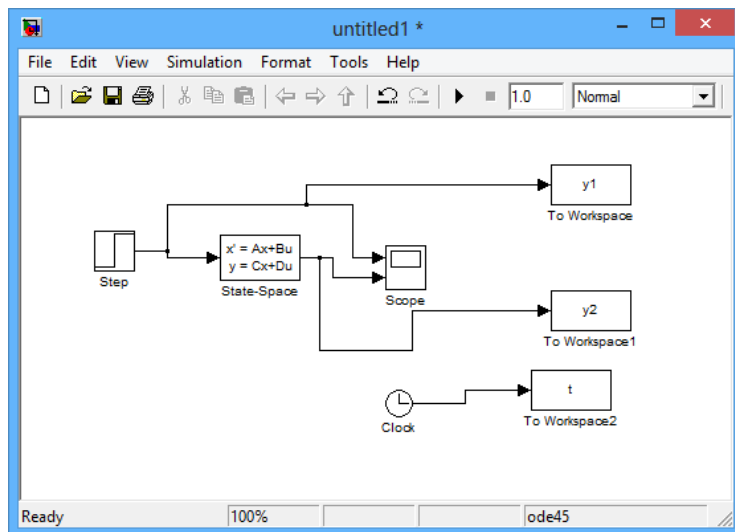 untitled1 *
File Edit View Simulation Format Tools Help
1.0 Normal
y1
To Workspace
Step
x' = Ax+Bu
y = Cx+Du
State-Space
Scope
y2
To Workspace1
t
Clock
To Workspace2
Ready 100% ode45